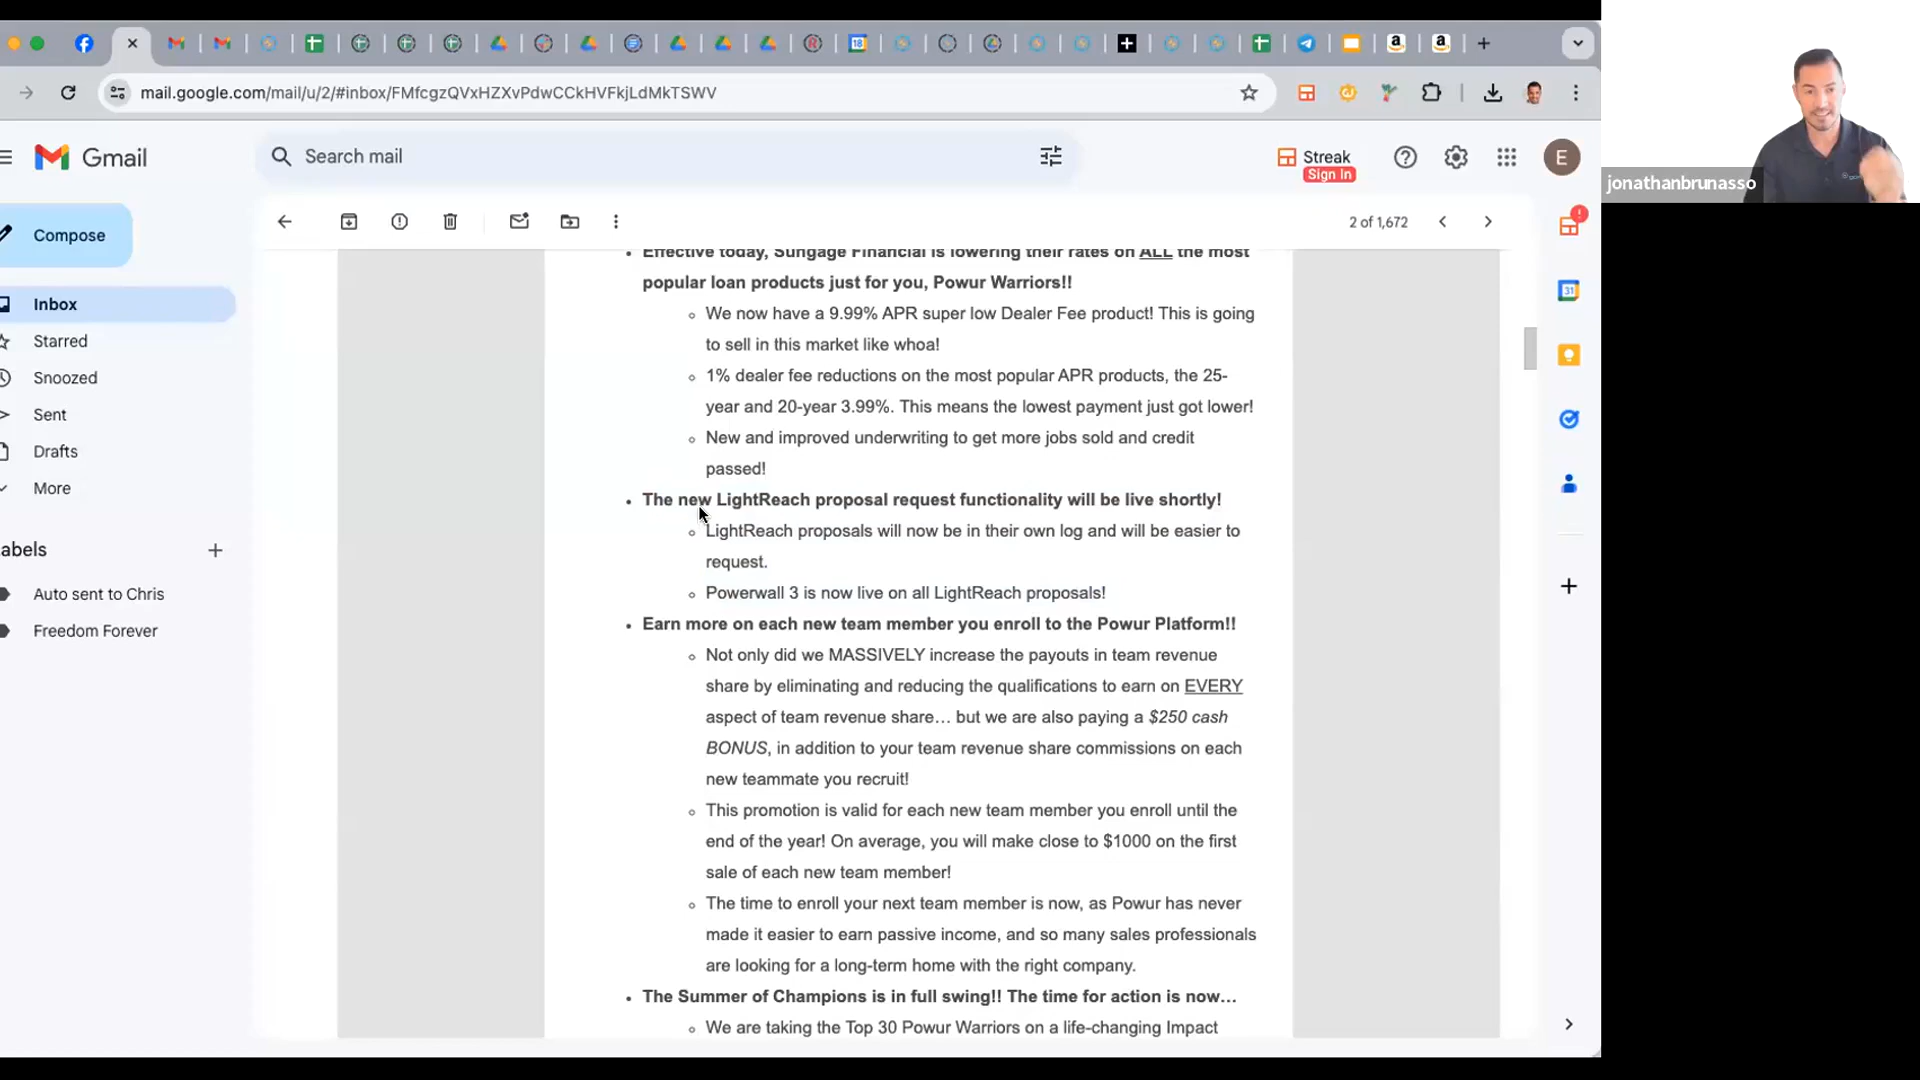 mail.google.com/mail/u/2/#inbox/FMfcgzQVxHZXvPdwCCkHVFkjLdMkTSWV
Gmail
Search mail
Streak
Sign In
E
jonathanbrunasso
Compose
2 of 1,672
Inbox
Starred
Snoozed
Sent
Drafts
More
abels
Auto sent to Chris
Freedom Forever
Effective today, Sungage Financial is lowering their rates on ALL the most
popular loan products just for you, Powur Warriors!!
We now have a 9.99% APR super low Dealer Fee product! This is going
to sell in this market like whoa!
1% dealer fee reductions on the most popular APR products, the 25-
year and 20-year 3.99%. This means the lowest payment just got lower!
New and improved underwriting to get more jobs sold and credit
passed!
The new LightReach proposal request functionality will be live shortly!
LightReach proposals will now be in their own log and will be easier to
request.
Powerwall 3 is now live on all LightReach proposals!
Earn more on each new team member you enroll to the Powur Platform!!
Not only did we MASSIVELY increase the payouts in team revenue
share by eliminating and reducing the qualifications to earn on EVERY
aspect of team revenue share… but we are also paying a $250 cash
BONUS, in addition to your team revenue share commissions on each
new teammate you recruit!
This promotion is valid for each new team member you enroll until the
end of the year! On average, you will make close to $1000 on the first
sale of each new team member!
The time to enroll your next team member is now, as Powur has never
made it easier to earn passive income, and so many sales professionals
are looking for a long-term home with the right company.
The Summer of Champions is in full swing!! The time for action is now…
We are taking the Top 30 Powur Warriors on a life-changing Impact